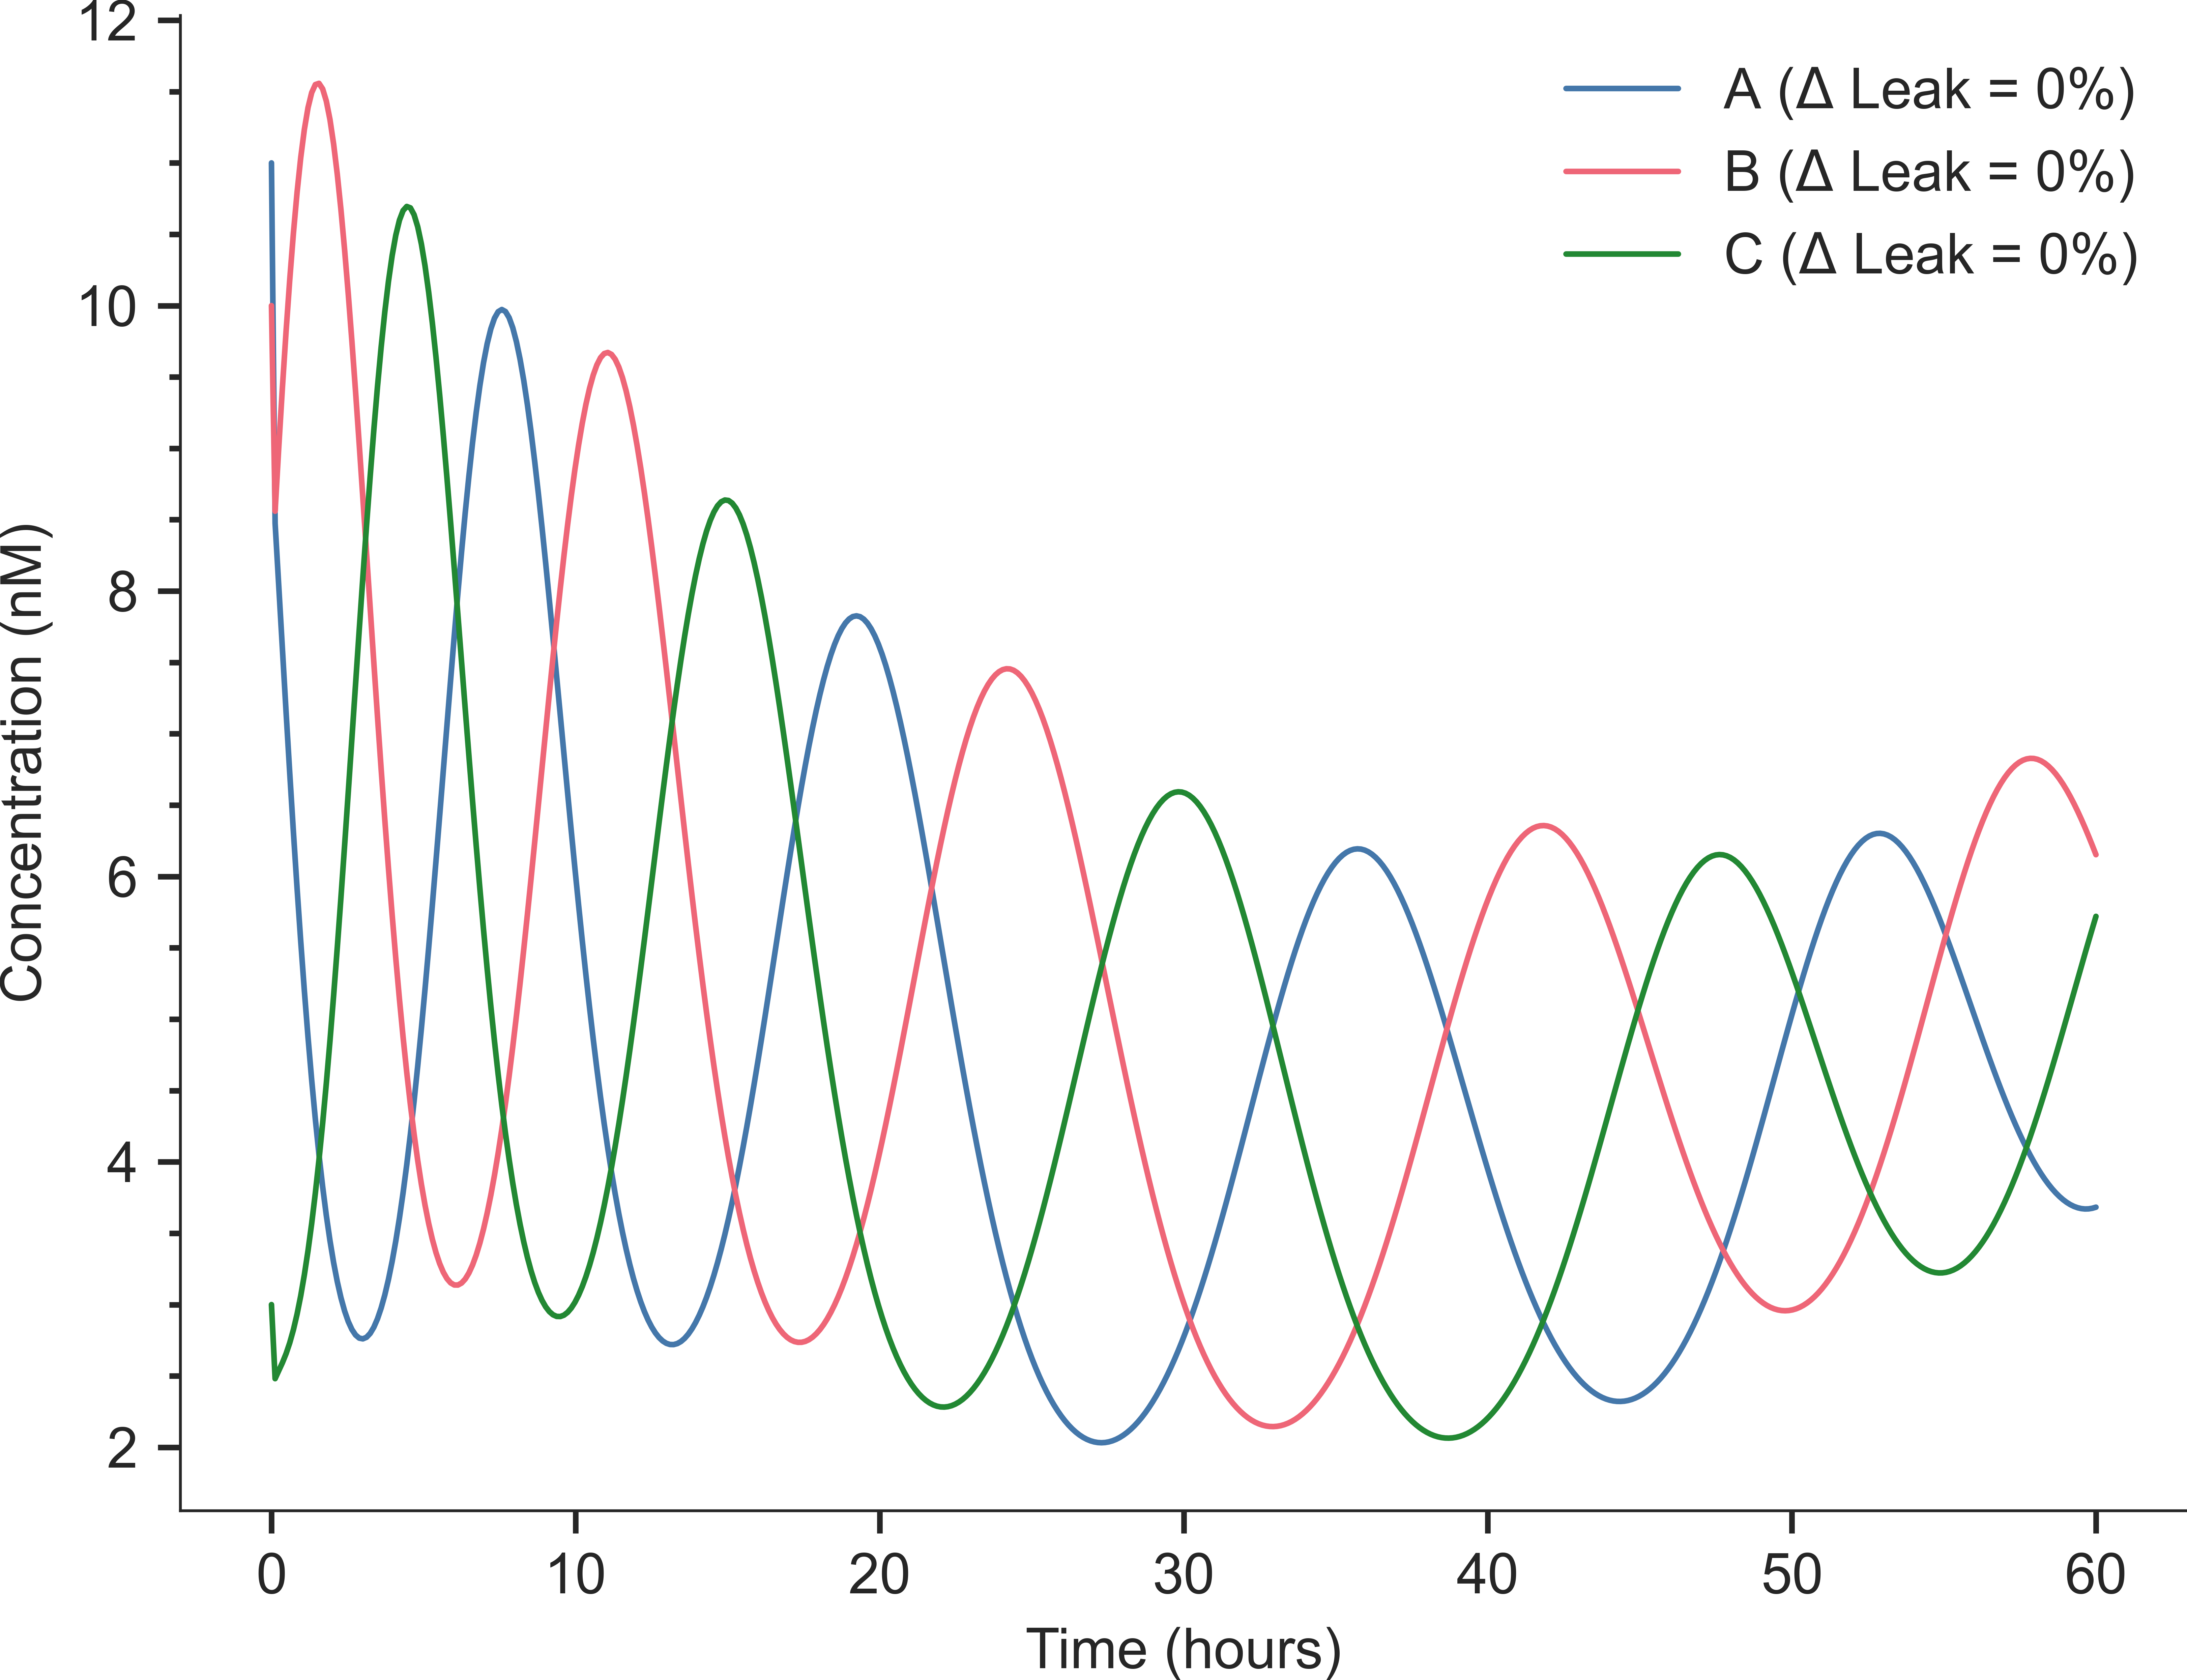 12
10
8
6
4
2
Concentration (nM)
A (Δ Leak = 0%)
B (Δ Leak = 0%)
C (Δ Leak = 0%)
0 10 20 30 40 50 60
Time (hours)